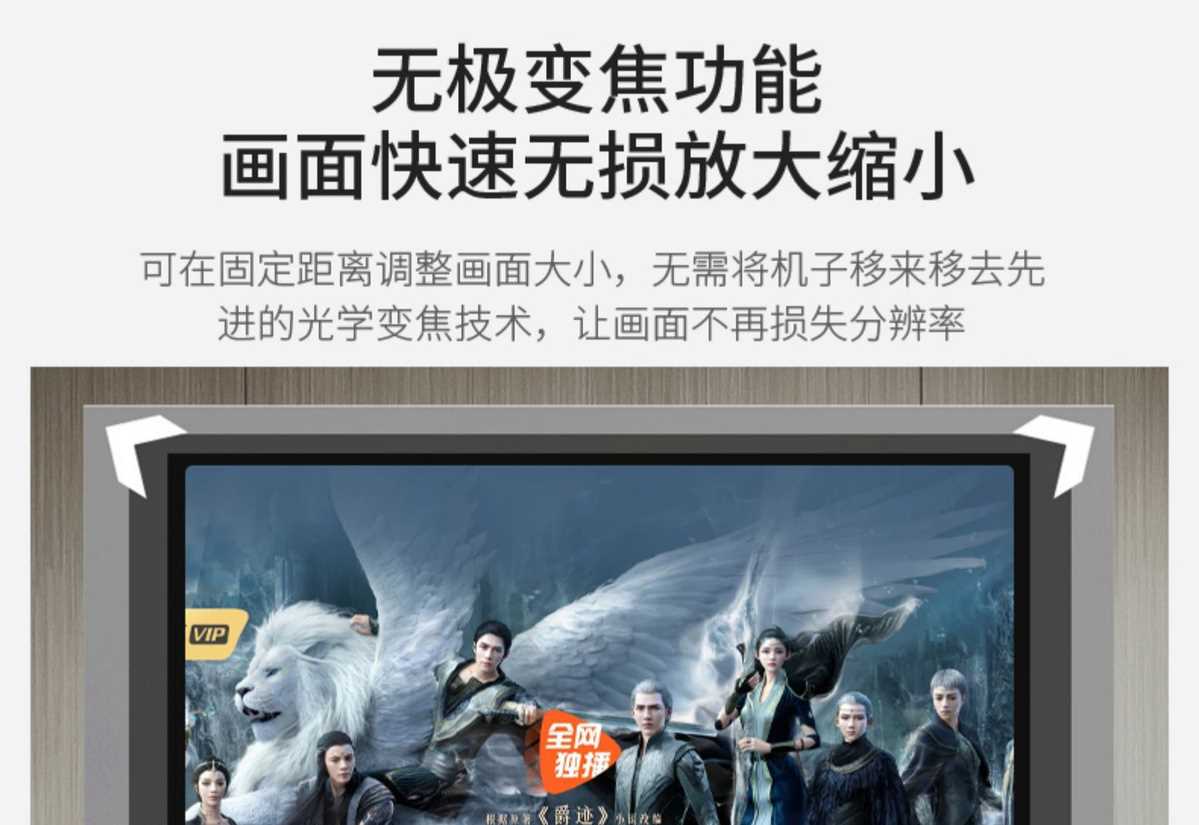 无极变焦功能
画面快速无损放大缩小
可在固定距离调整画面大小，无需将机子移来移去先
进的光学变焦技术，让画面不再损失分辨率
VIP
全网
独播
根据原著《爵迹》小说改编